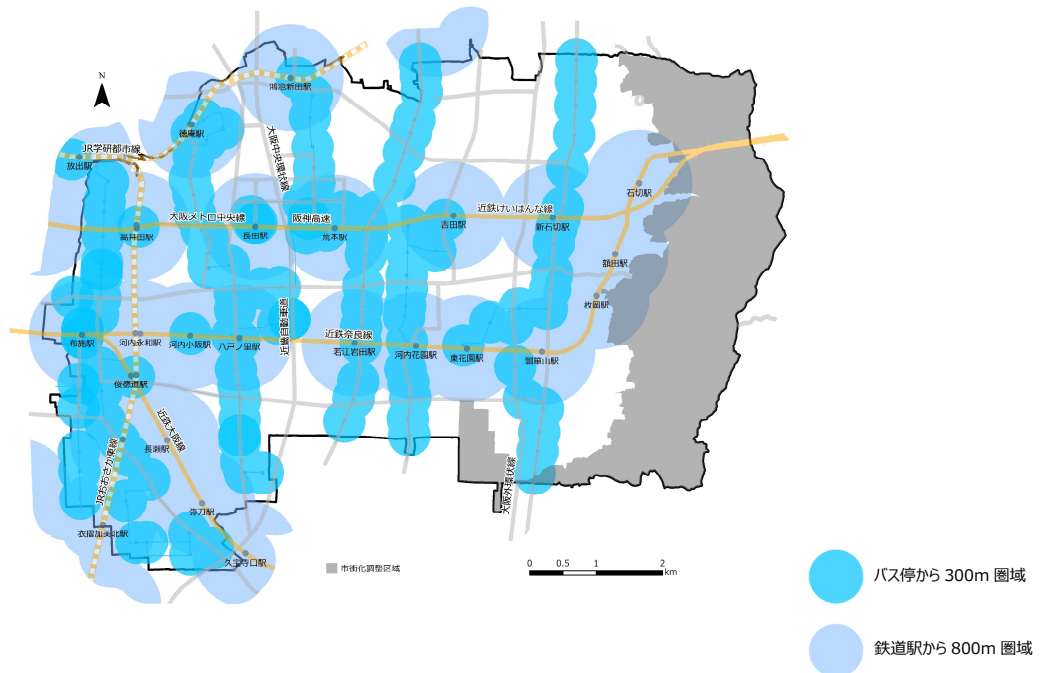 N
鴻池新田駅
徳庵駅
JR学研都市線
放出駅
大阪中央環状線
石切駅
大阪メトロ中央線
阪神高速
近鉄けいはんな線
高井田駅
長田駅
荒本駅
吉田駅
新石切駅
額田駅
枚岡駅
近畿自動車道
近鉄奈良線
布施駅
河内永和駅
河内小阪駅
八戸ノ里駅
若江岩田駅
河内花園駅
東花園駅
瓢箪山駅
俊徳道駅
近鉄大阪線
長瀬駅
JRおおさか東線
大阪外環状線
弥刀駅
衣摺加美北駅
久宝寺口駅
市街化調整区域
0 0.5 1 2
km
バス停から 300m 圏域
鉄道駅から 800m 圏域